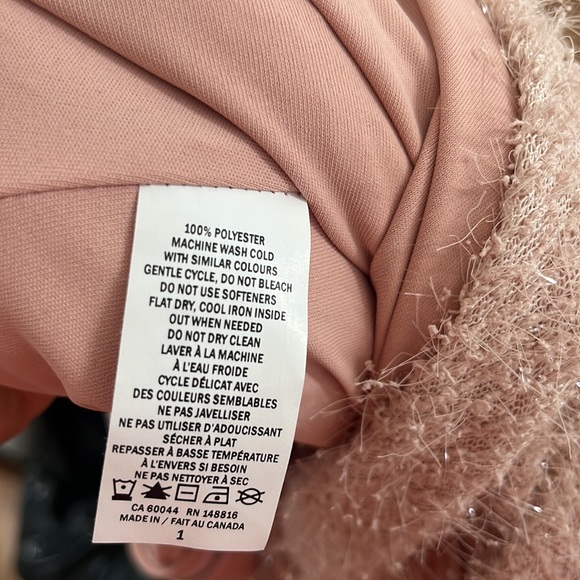 100% POLYESTER
MACHINE WASH COLD
WITH SIMILAR COLOURS
GENTLE CYCLE, DO NOT BLEACH
DO NOT USE SOFTENERS
FLAT DRY, COOL IRON INSIDE
OUT WHEN NEEDED
DO NOT DRY CLEAN
LAVER À LA MACHINE
À L'EAU FROIDE
CYCLE DÉLICAT AVEC
DES COULEURS SEMBLABLES
NE PAS JAVELLISER
NE PAS UTILISER D'ADOUCISSANT
SÉCHER À PLAT
REPASSER À BASSE TEMPÉRATURE
À L'ENVERS SI BESOIN
NE PAS NETTOYER À SEC
CA 60044 RN 148816
MADE IN / FAIT AU CANADA
1